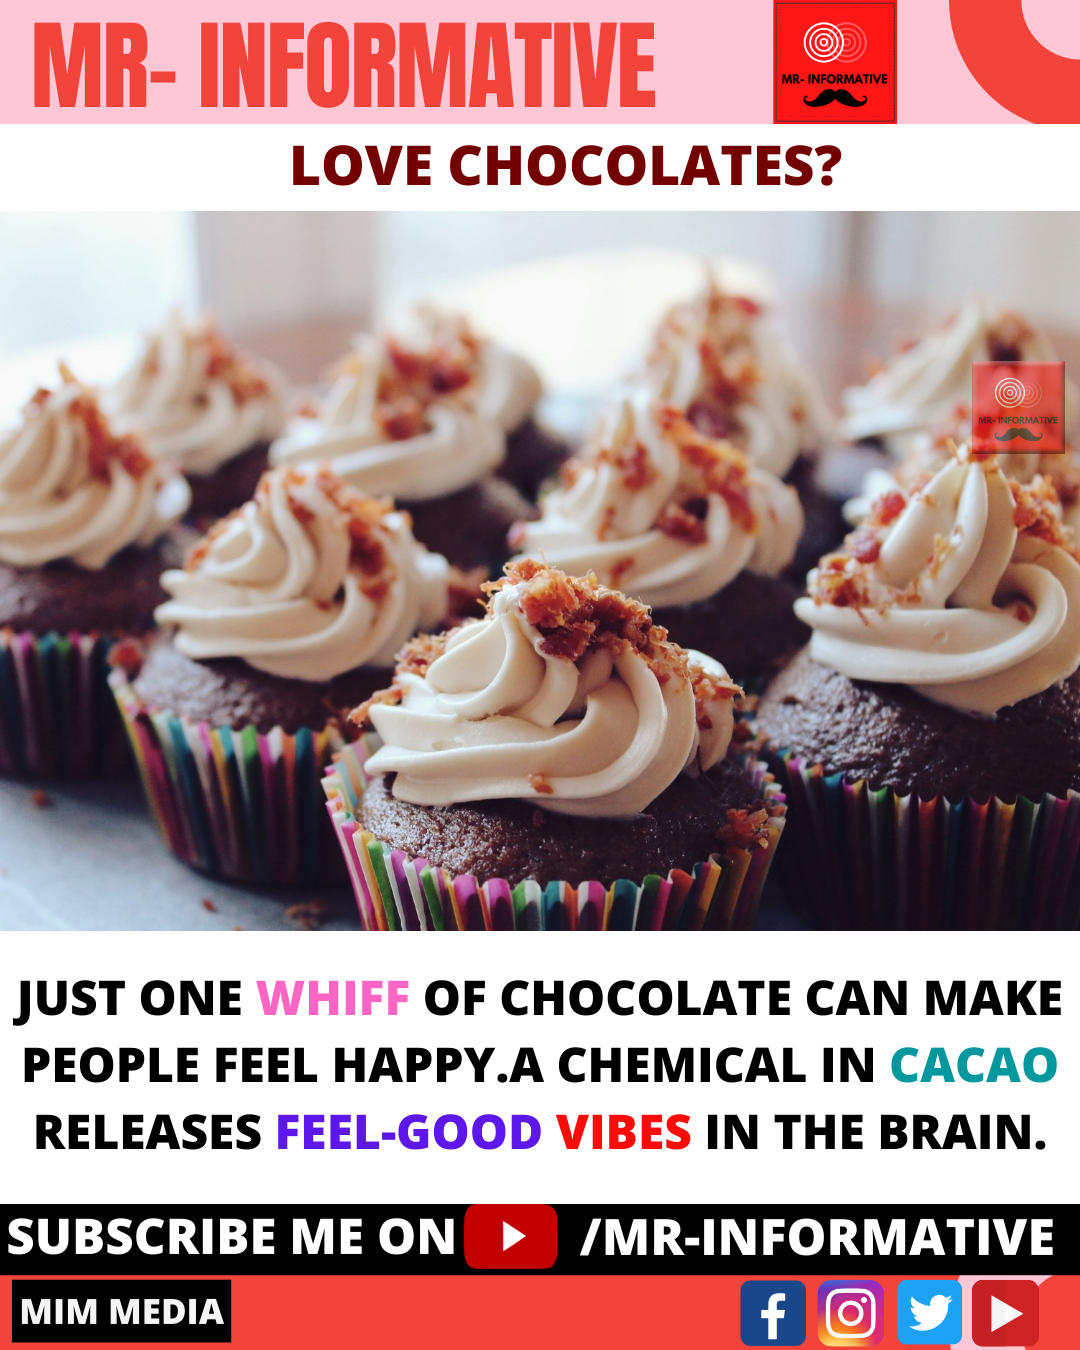 MR- INFORMATIVE
MR- INFORMATIVE
LOVE CHOCOLATES?
MR- INFORMATIVE
JUST ONE WHIFF OF CHOCOLATE CAN MAKE
PEOPLE FEEL HAPPY.A CHEMICAL IN CACAO
RELEASES FEEL-GOOD VIBES IN THE BRAIN.
SUBSCRIBE ME ON /MR-INFORMATIVE
MIM MEDIA